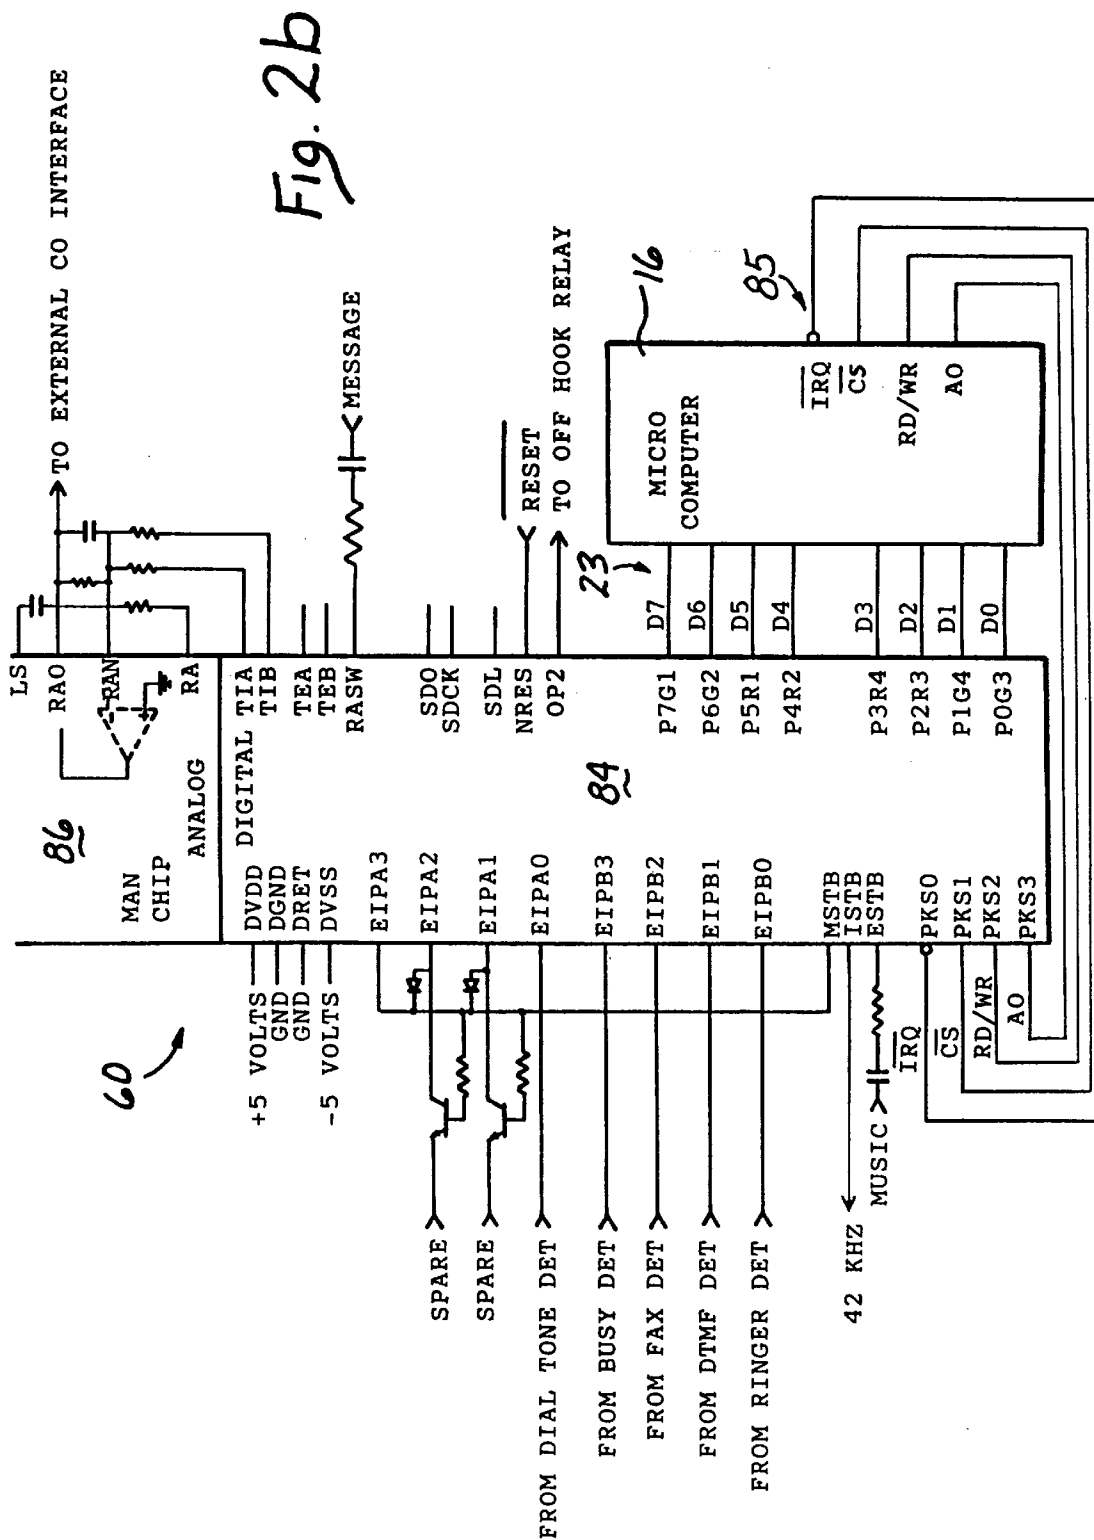 Fig. 2b
LS
RAO
RAN
RA
TO EXTERNAL CO INTERFACE
86
MAN
CHIP
ANALOG
DIGITAL
TIA
TIB
TEA
TEB
RASW
MESSAGE
SDO
SDCK
SDL
NRES
RESET
OP2
TO OFF HOOK RELAY
60
+5 VOLTS
DVDD
GND
DGND
GND
DRET
-5 VOLTS
DVSS
EIPA3
SPARE
EIPA2
SPARE
EIPA1
FROM DIAL TONE DET
EIPA0
FROM BUSY DET
EIPB3
FROM FAX DET
EIPB2
FROM DTMF DET
EIPB1
FROM RINGER DET
EIPB0
84
MSTB
42 KHZ
ISTB
MUSIC
ESTB
IRQ
PKS0
CS
PKS1
RD/WR
PKS2
AO
PKS3
23
P7G1
D7
P6G2
D6
P5R1
D5
P4R2
D4
P3R4
D3
P2R3
D2
P1G4
D1
P0G3
D0
MICRO
COMPUTER
16
85
IRQ
CS
RD/WR
AO